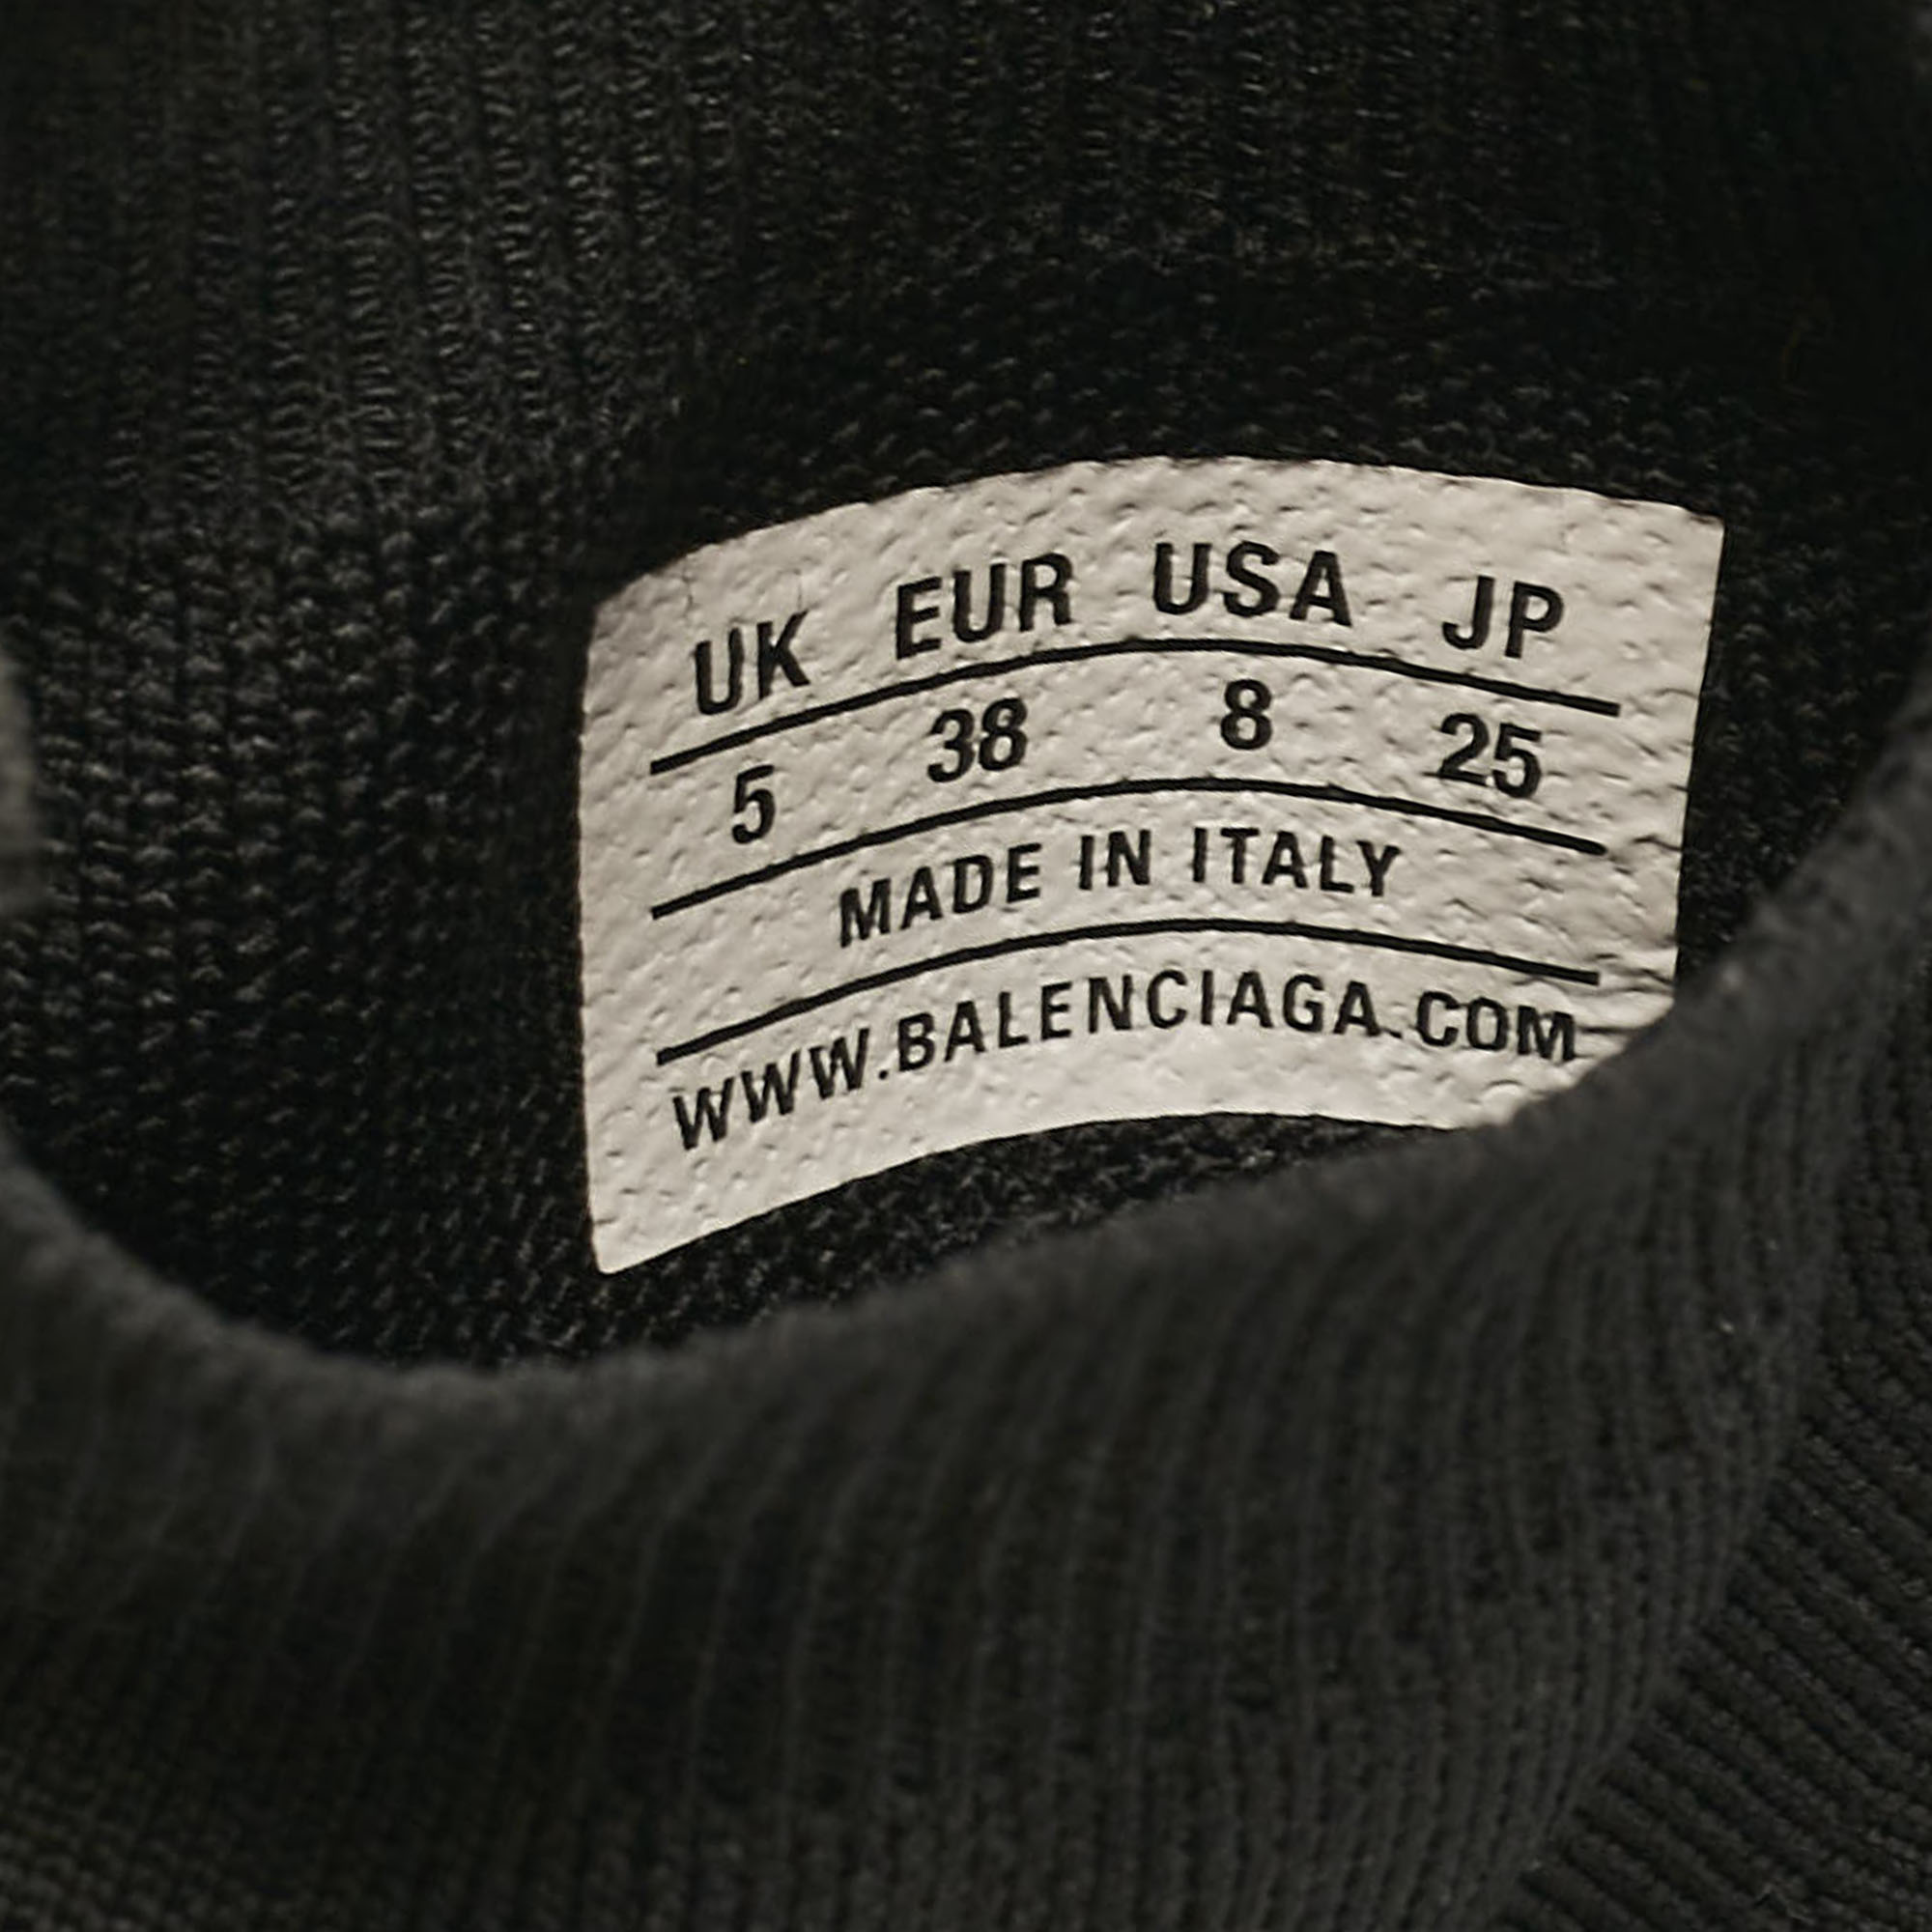 UK EUR USA JP
5 38 8 25
MADE IN ITALY
WWW.BALENCIAGA.COM